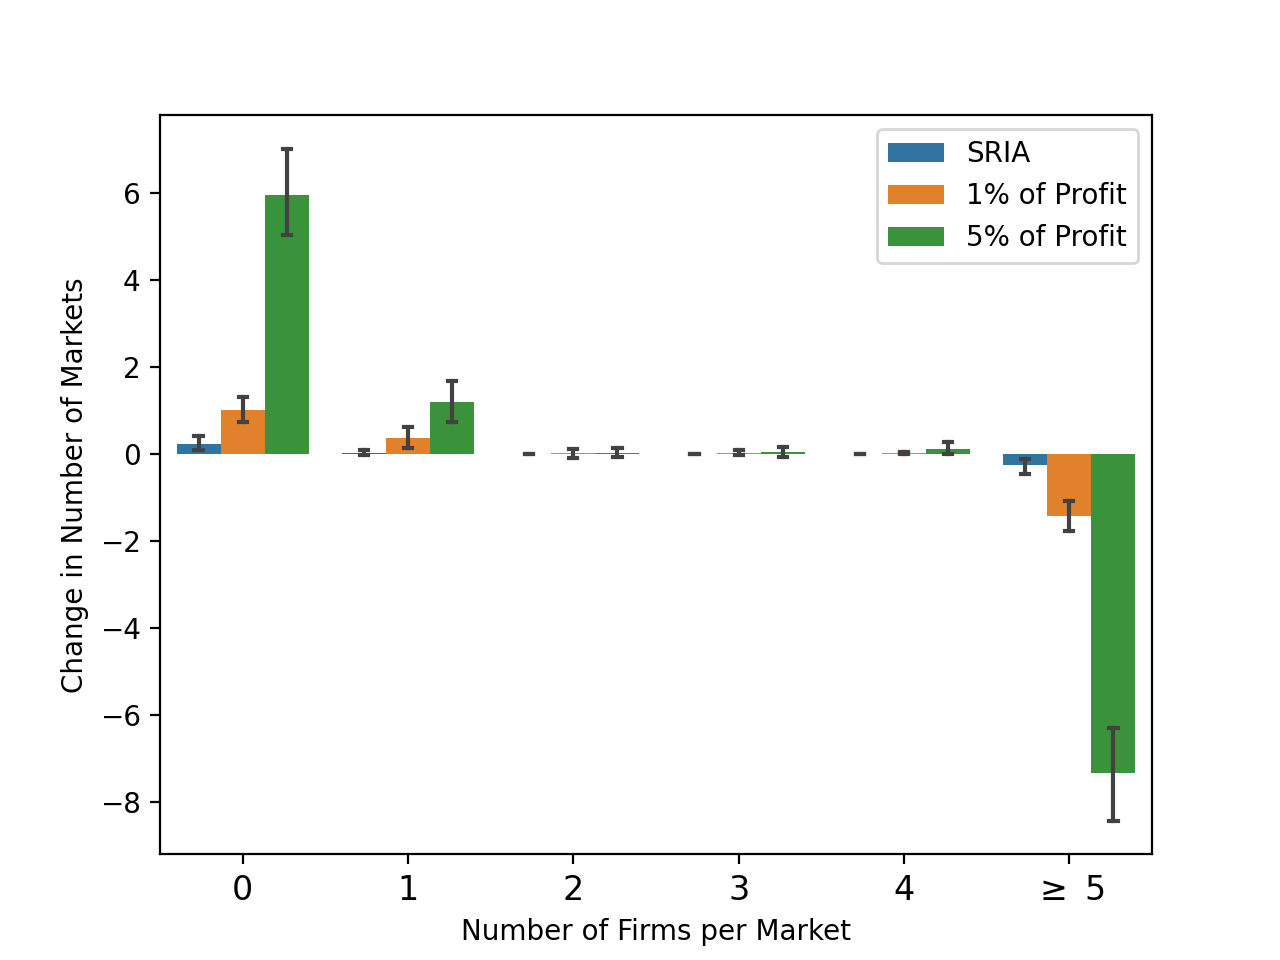 SRIA
1% of Profit
5% of Profit
6
4
2
0
−2
−4
−6
−8
Change in Number of Markets
0 1 2 3 4 ≥ 5
Number of Firms per Market